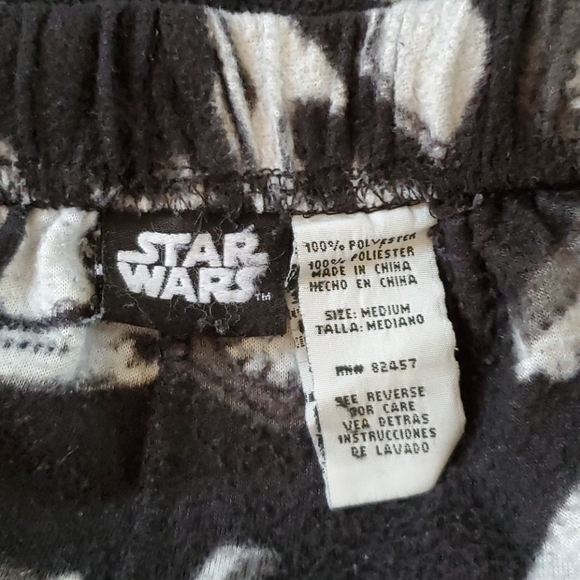 STAR
WARS
TM
100% POLYESTER
100% POLIÉSTER
MADE IN CHINA
HECHO EN CHINA
SIZE: MEDIUM
TALLA: MEDIANO
RN# 82457
SEE REVERSE
FOR CARE
VEA DETRAS
INSTRUCCIONES
DE LAVADO